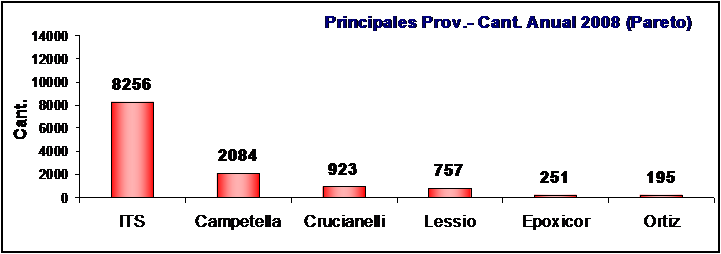 Principales Prov.- Cant. Anual 2008 (Pareto)
Cant.
14000
12000
10000
8000
6000
4000
2000
0
8256
2084
923
757
251
195
ITS
Campetella
Crucianelli
Lessio
Epoxicor
Ortiz